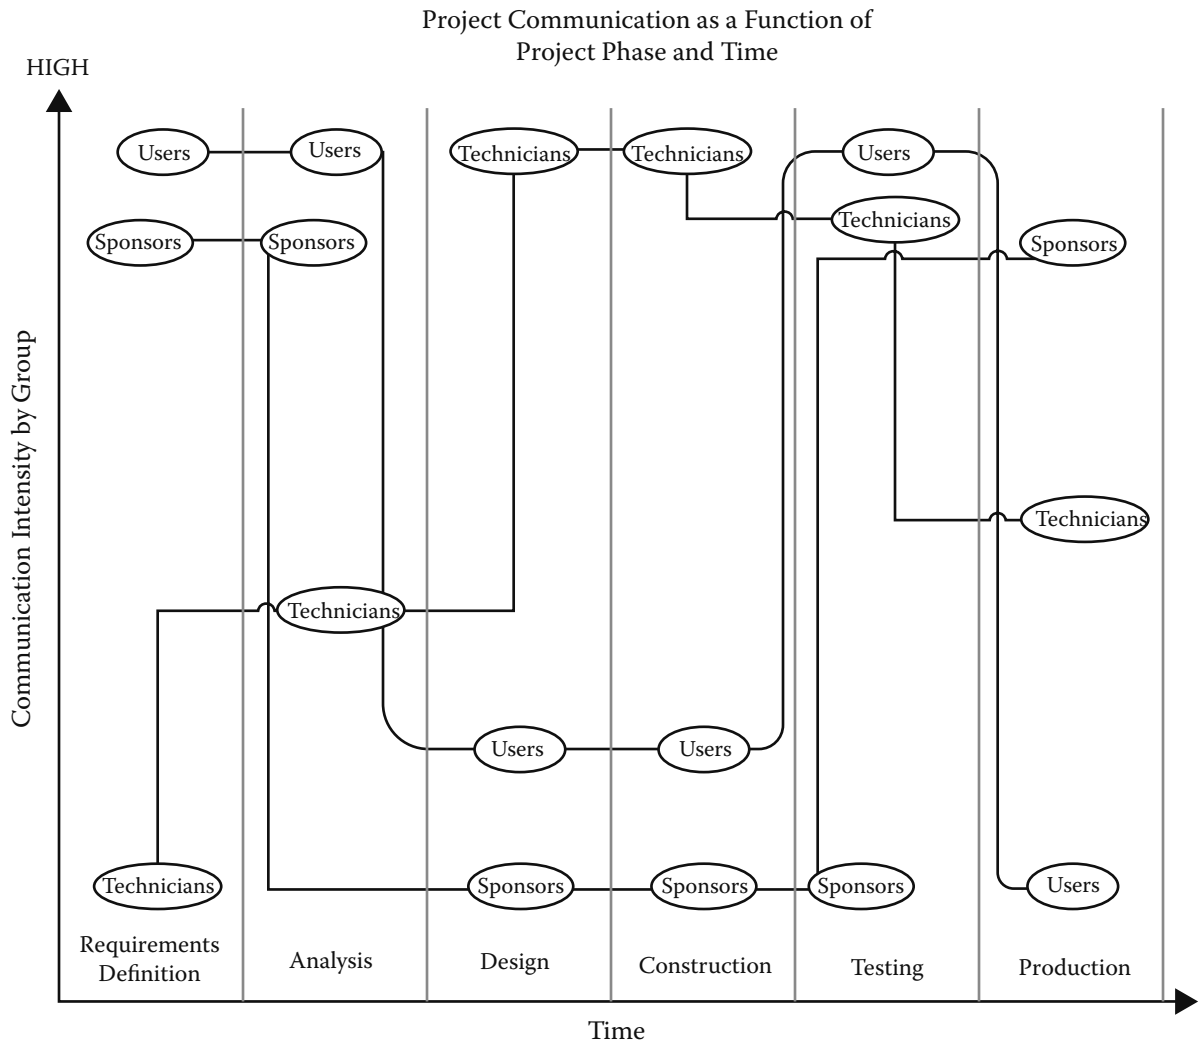 Project Communication as a Function of
Project Phase and Time
HIGH
Communication Intensity by Group
Users
Users
Technicians
Technicians
Users
Technicians
Sponsors
Sponsors
Sponsors
Technicians
Technicians
Users
Users
Technicians
Sponsors
Sponsors
Sponsors
Users
Requirements
Definition
Analysis
Design
Construction
Testing
Production
Time